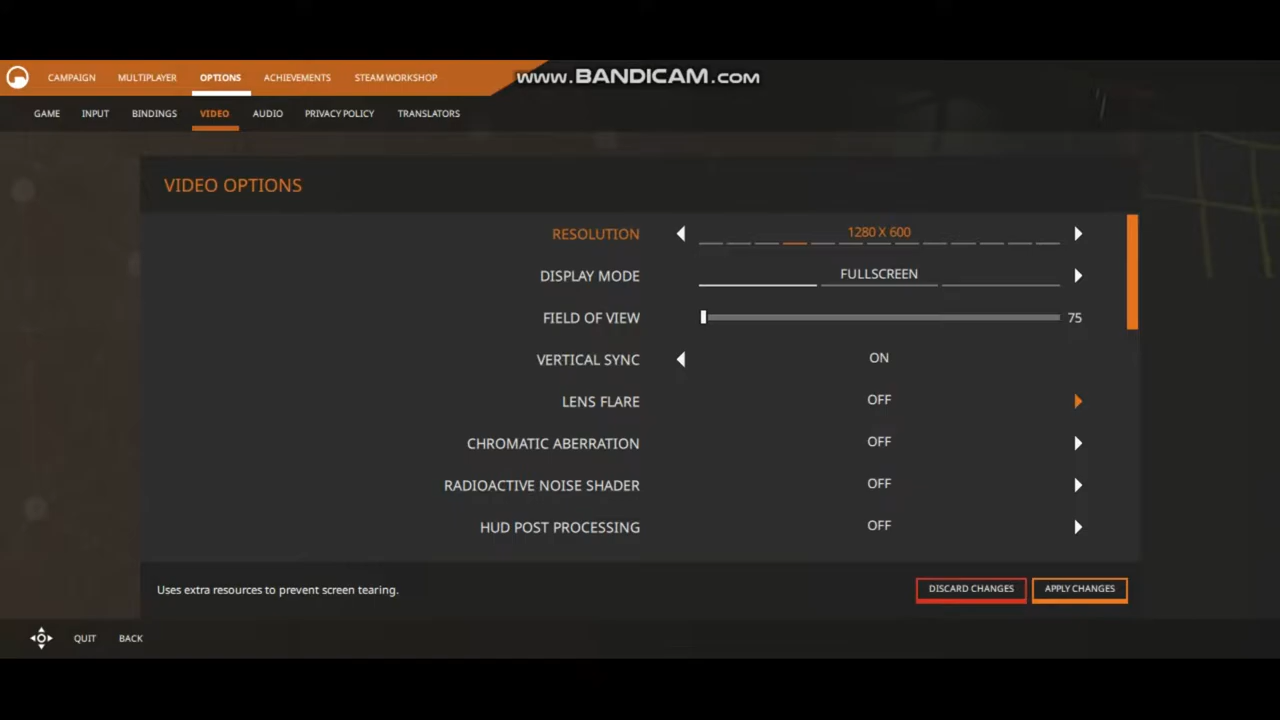 CAMPAIGN MULTIPLAYER OPTIONS ACHIEVEMENTS STEAM WORKSHOP www.BANDICAM.com
GAME INPUT BINDINGS VIDEO AUDIO PRIVACY POLICY TRANSLATORS
VIDEO OPTIONS
RESOLUTION 1280 X 600
DISPLAY MODE FULLSCREEN
FIELD OF VIEW 75
VERTICAL SYNC ON
LENS FLARE OFF
CHROMATIC ABERRATION OFF
RADIOACTIVE NOISE SHADER OFF
HUD POST PROCESSING OFF
Uses extra resources to prevent screen tearing. DISCARD CHANGES APPLY CHANGES
QUIT BACK